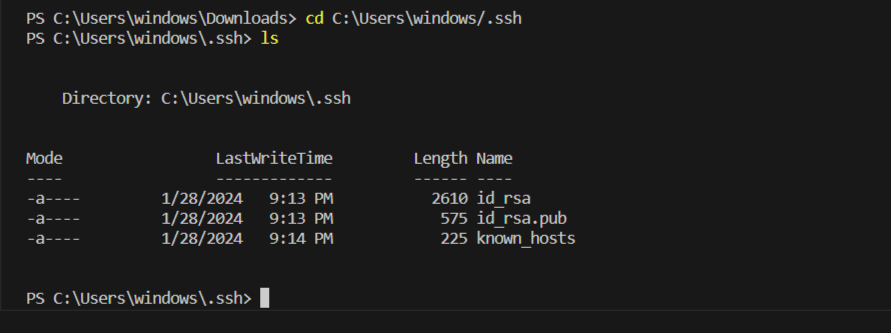 PS C:\Users\windows\Downloads> cd C:\Users\windows/.ssh
PS C:\Users\windows\.ssh> ls
Directory: C:\Users\windows\.ssh
Mode                 LastWriteTime         Length Name
----                 -------------         ------ ----
-a----         1/28/2024   9:13 PM           2610 id_rsa
-a----         1/28/2024   9:13 PM            575 id_rsa.pub
-a----         1/28/2024   9:14 PM            225 known_hosts
PS C:\Users\windows\.ssh>